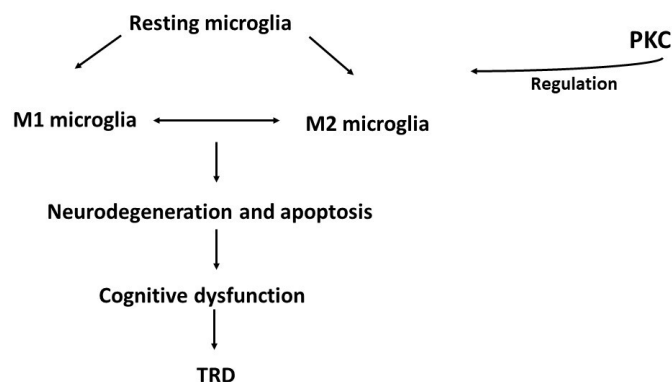 Resting microglia
PKC
Regulation
M1 microglia
M2 microglia
Neurodegeneration and apoptosis
Cognitive dysfunction
TRD